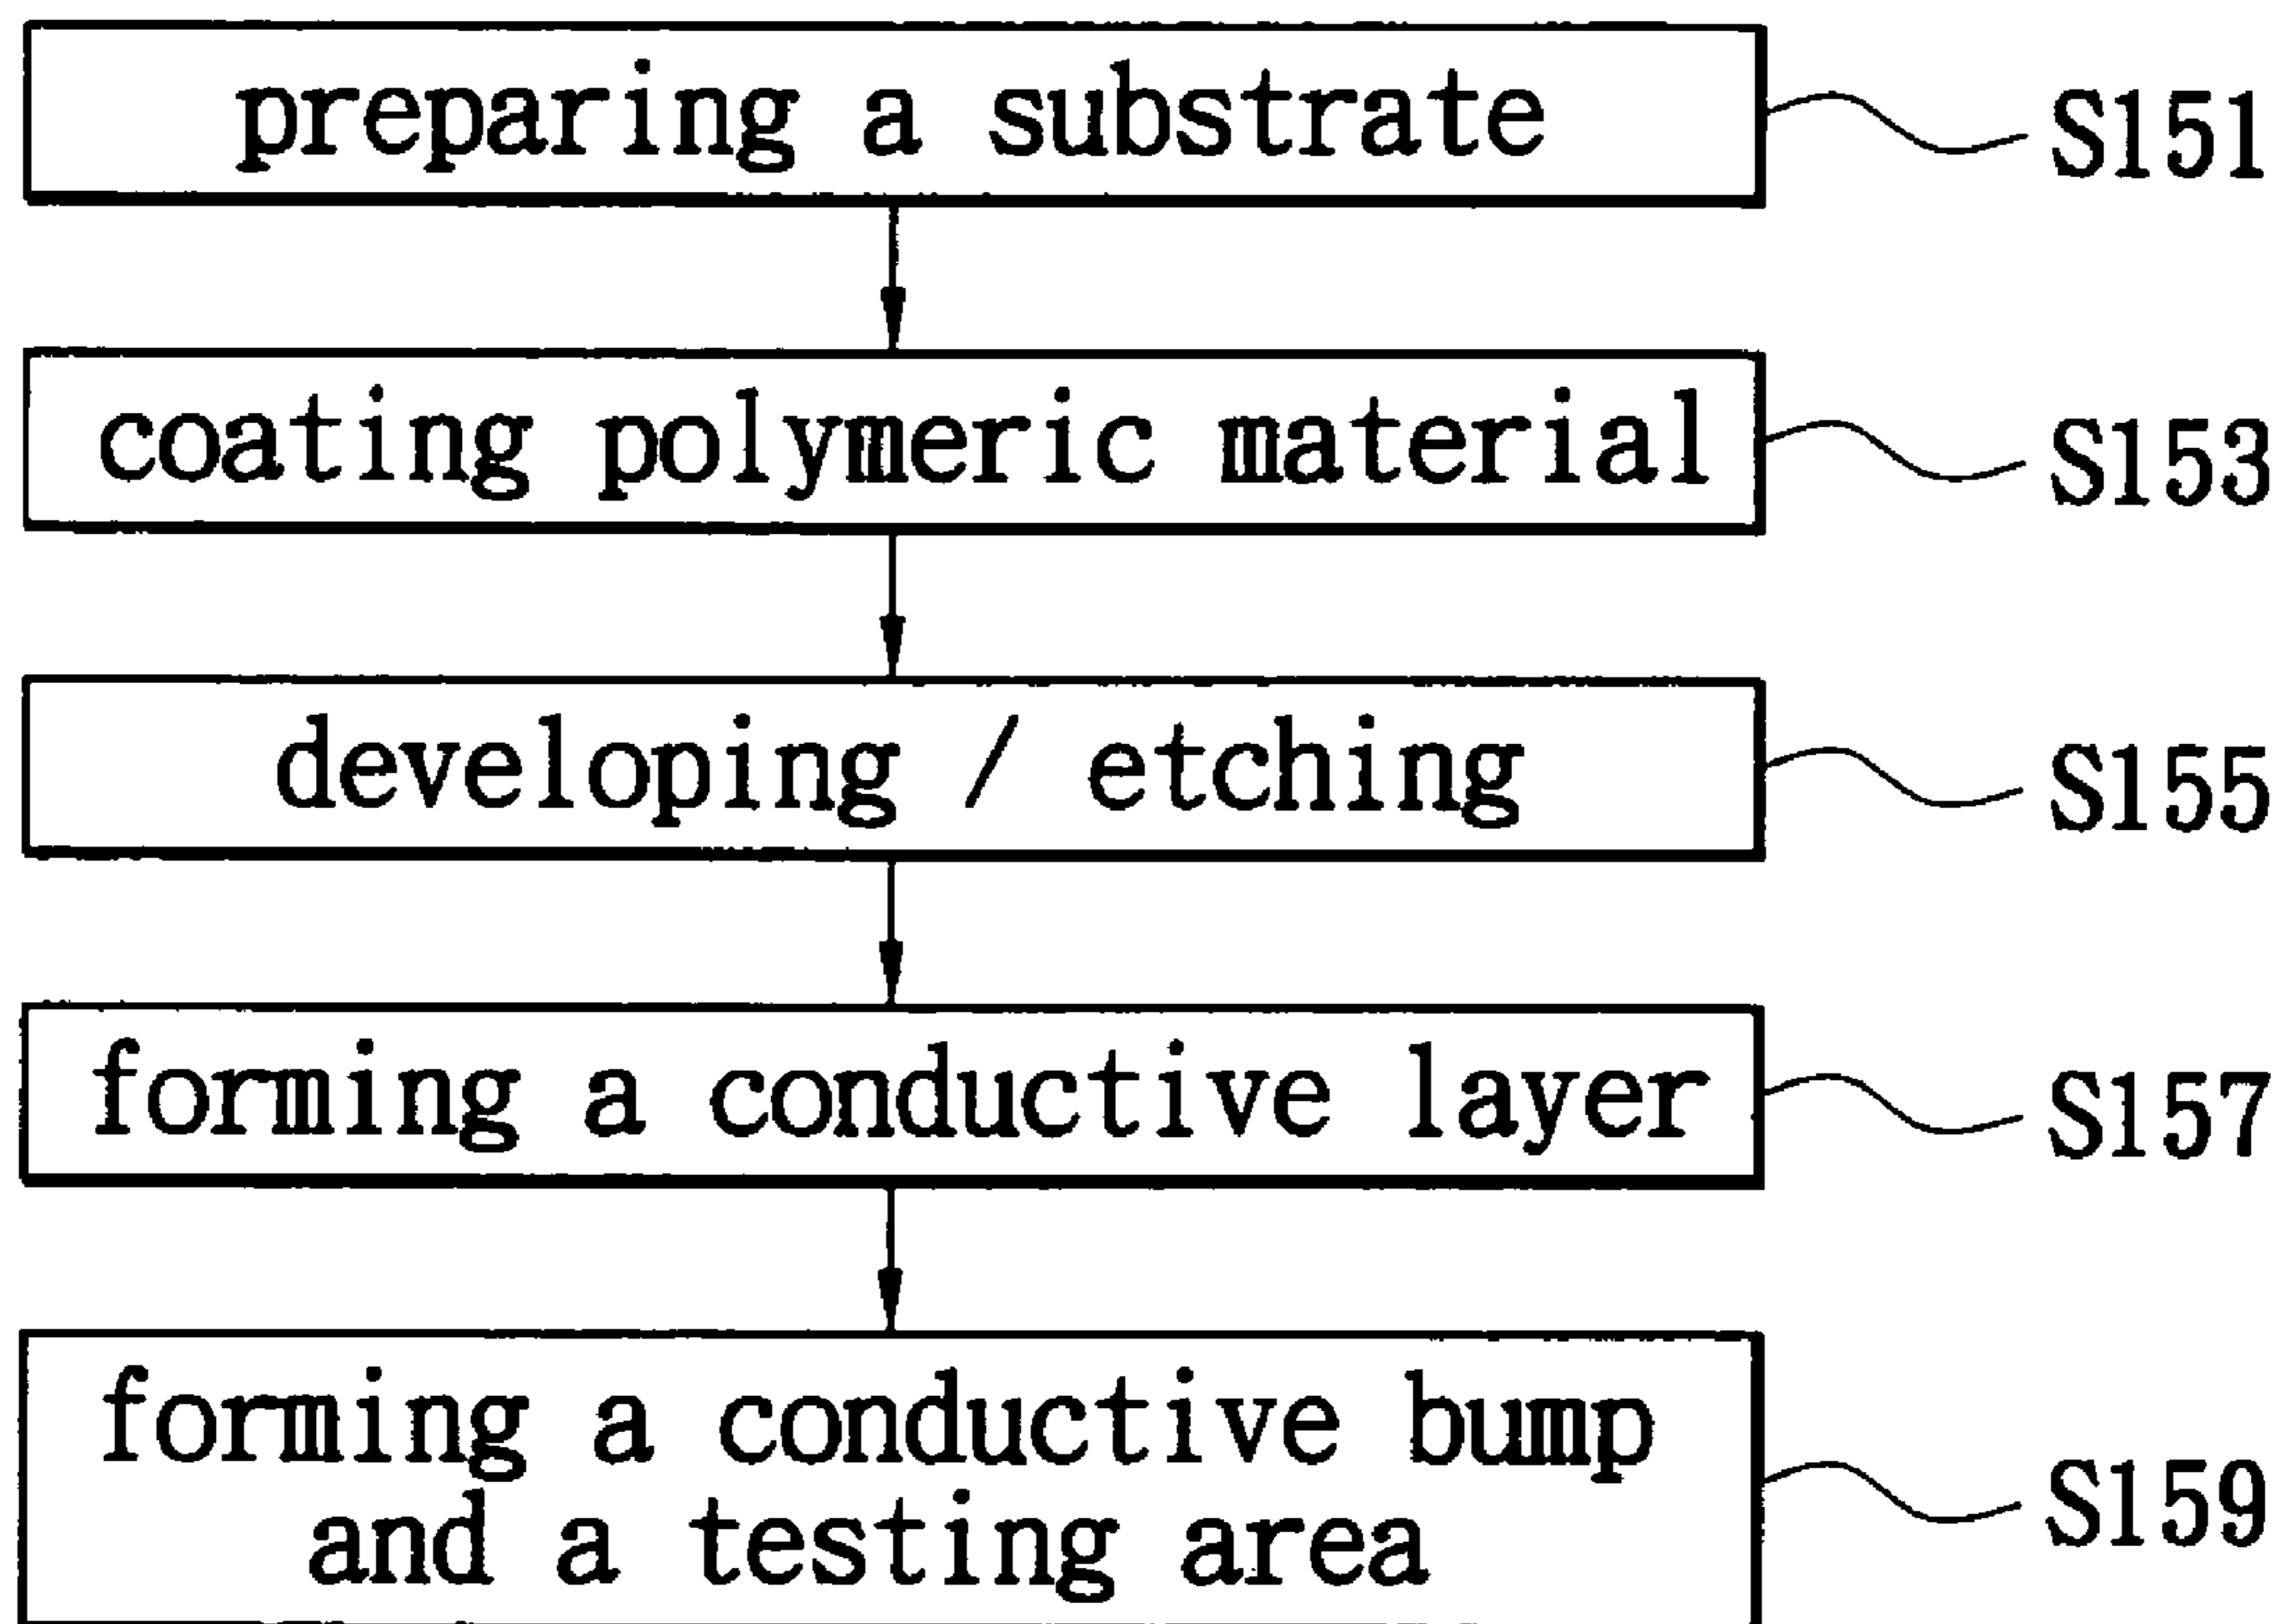 preparing a substrate S151
coating polymeric material S153
developing / etching S155
forming a conductive layer S157
forming a conductive bump
and a testing area S159